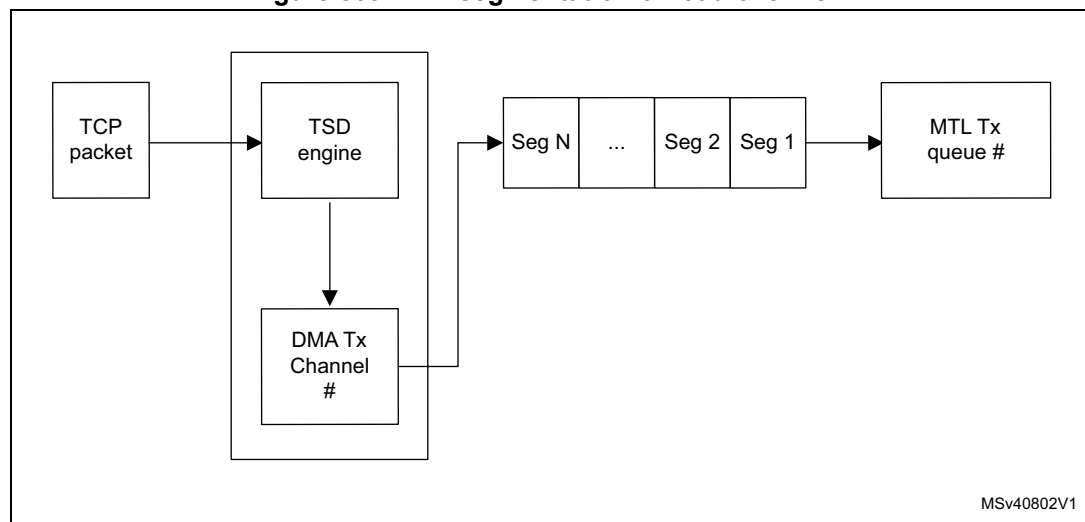 TCP
packet
TSD
engine
DMA Tx
Channel
#
Seg N
...
Seg 2
Seg 1
MTL Tx
queue #
MSv40802V1